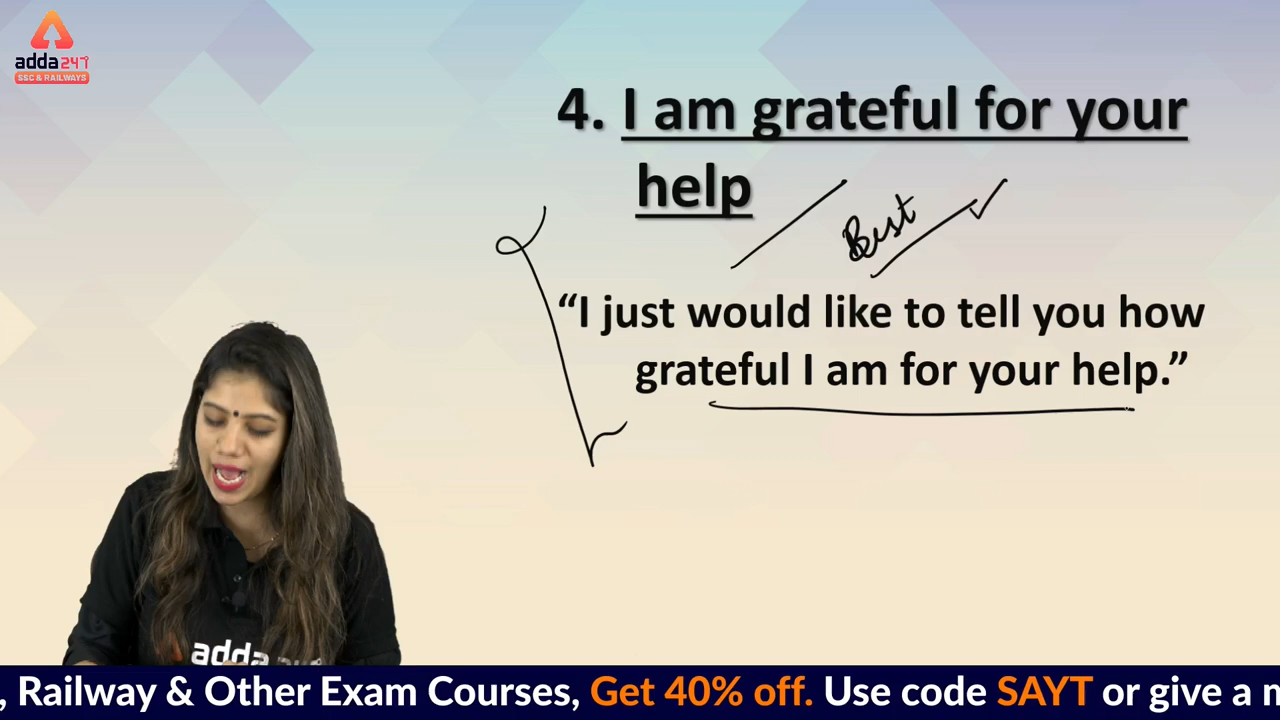 adda247
SSC & RAILWAYS
4. I am grateful for your
help
Best
“I just would like to tell you how
grateful I am for your help.”
adda247
, Railway & Other Exam Courses, Get 40% off. Use code SAYT or give a m